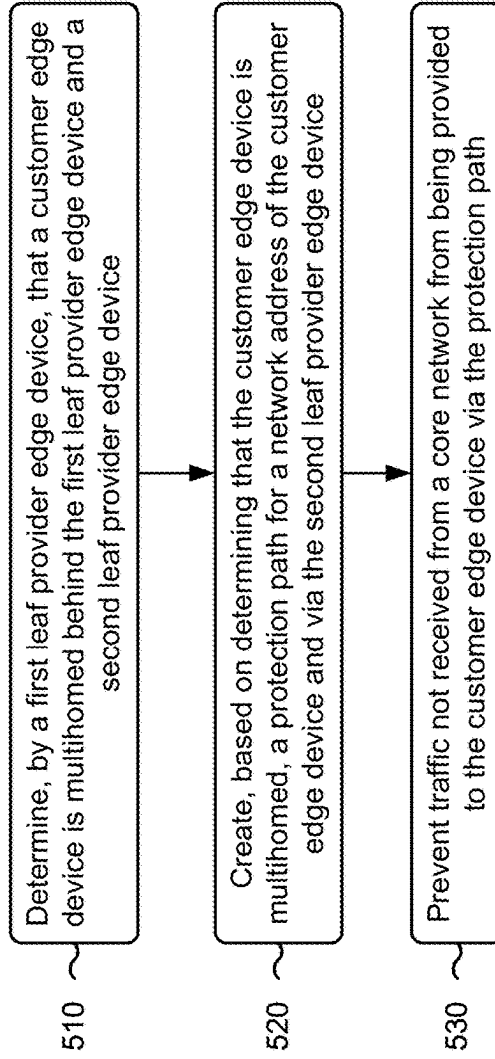 510
Determine, by a first leaf provider edge device, that a customer edge
device is multihomed behind the first leaf provider edge device and a
second leaf provider edge device
520
Create, based on determining that the customer edge device is
multihomed, a protection path for a network address of the customer
edge device and via the second leaf provider edge device
530
Prevent traffic not received from a core network from being provided
to the customer edge device via the protection path